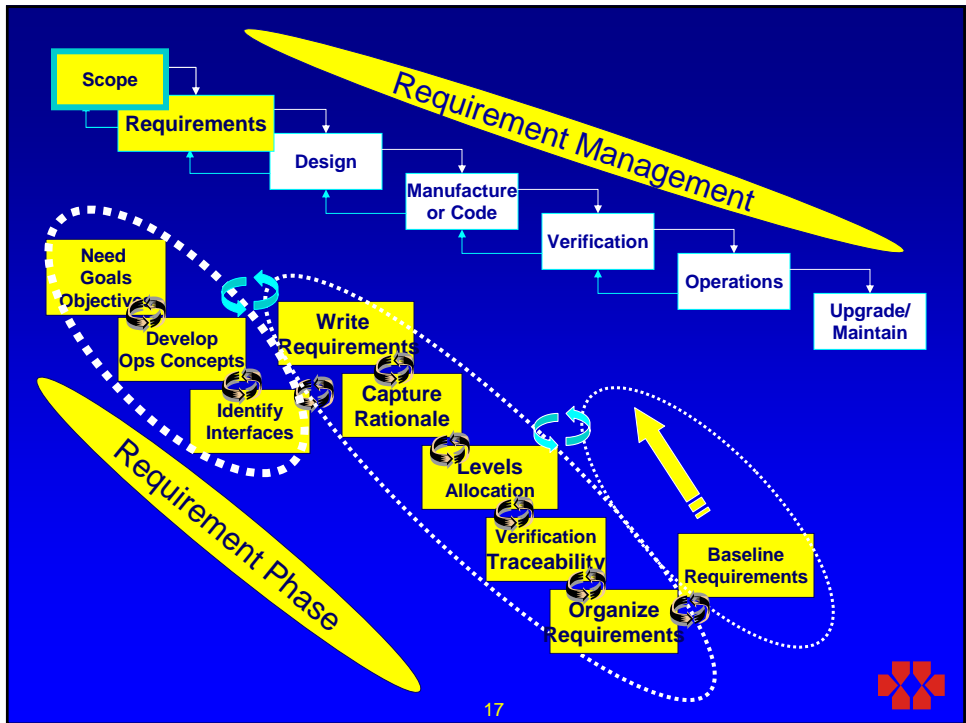 Scope
Requirements
Design
Manufacture
or Code
Verification
Operations
Upgrade/
Maintain
Requirement Management
Need
Goals
Objectives
Develop
Ops Concepts
Identify
Interfaces
Write
Requirements
Capture
Rationale
Levels
Allocation
Verification
Traceability
Organize
Requirements
Baseline
Requirements
Requirement Phase
17